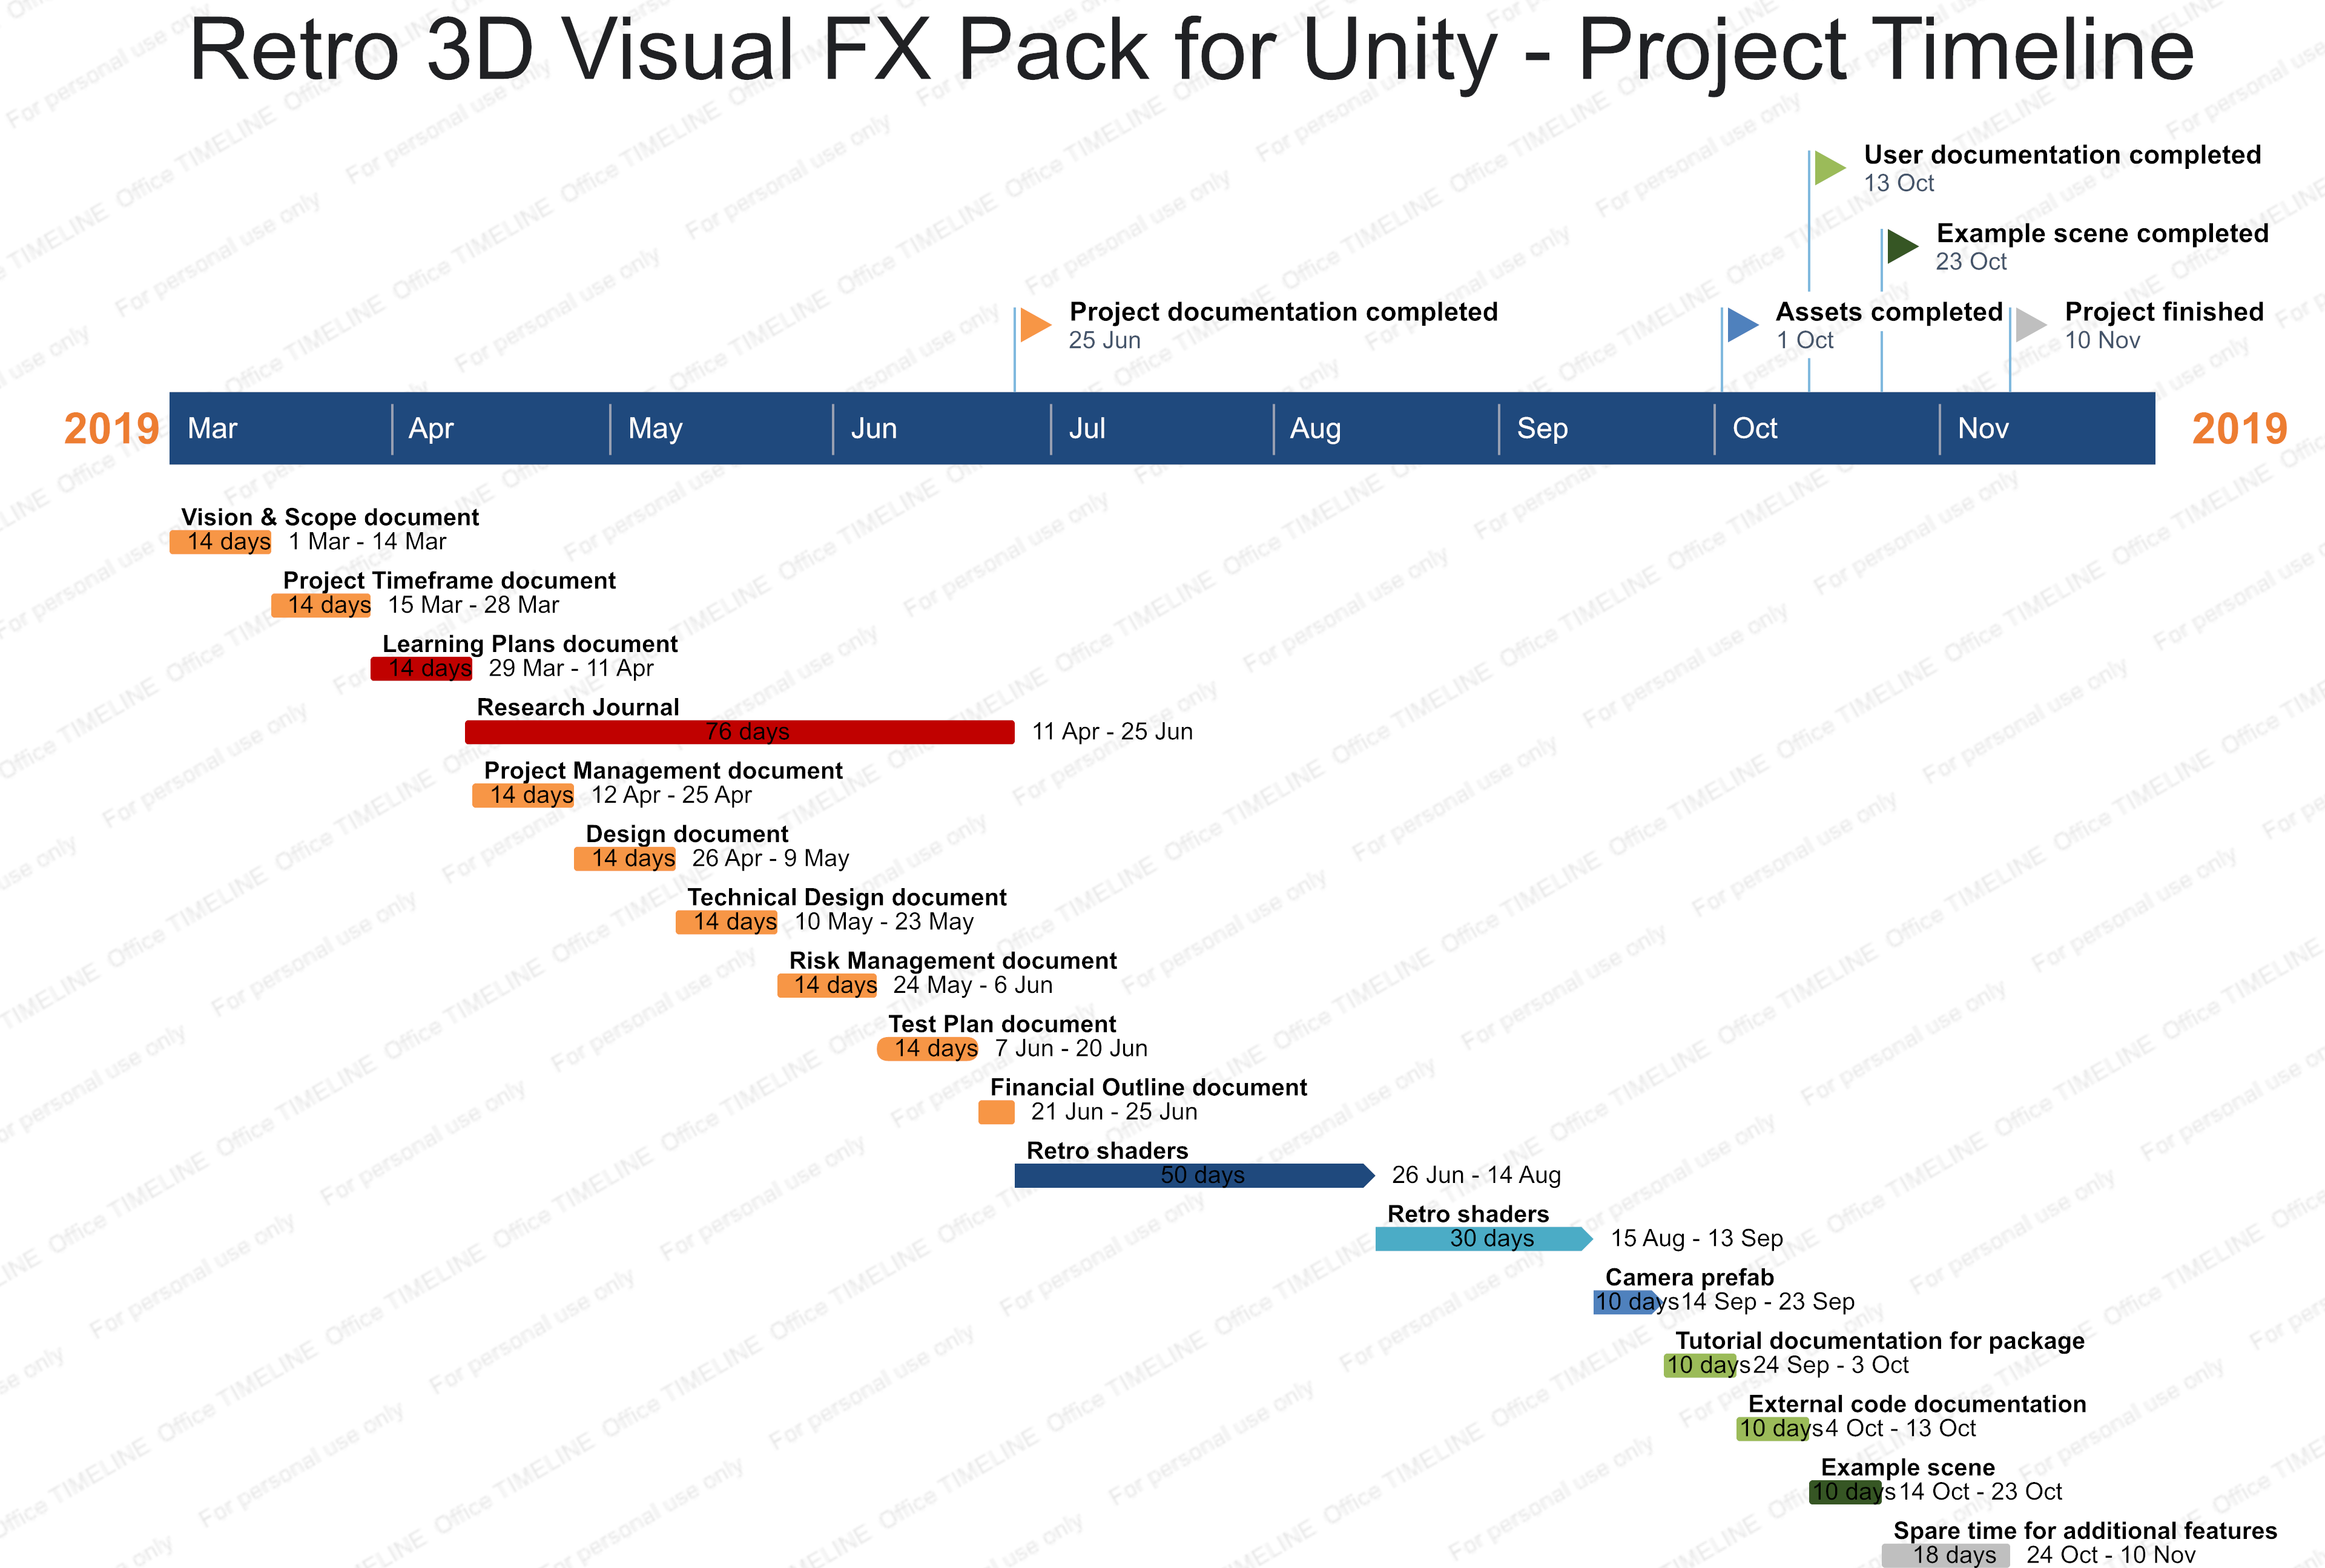 Retro 3D Visual FX Pack for Unity - Project Timeline
User documentation completed
13 Oct
Example scene completed
23 Oct
Project documentation completed
25 Jun
Assets completed
1 Oct
Project finished
10 Nov
2019 Mar Apr May Jun Jul Aug Sep Oct Nov 2019
Vision & Scope document
14 days 1 Mar - 14 Mar
Project Timeframe document
14 days 15 Mar - 28 Mar
Learning Plans document
14 days 29 Mar - 11 Apr
Research Journal
76 days 11 Apr - 25 Jun
Project Management document
14 days 12 Apr - 25 Apr
Design document
14 days 26 Apr - 9 May
Technical Design document
14 days 10 May - 23 May
Risk Management document
14 days 24 May - 6 Jun
Test Plan document
14 days 7 Jun - 20 Jun
Financial Outline document
21 Jun - 25 Jun
Retro shaders
50 days 26 Jun - 14 Aug
Retro shaders
30 days 15 Aug - 13 Sep
Camera prefab
10 days 14 Sep - 23 Sep
Tutorial documentation for package
10 days 24 Sep - 3 Oct
External code documentation
10 days 4 Oct - 13 Oct
Example scene
10 days 14 Oct - 23 Oct
Spare time for additional features
18 days 24 Oct - 10 Nov
Office TIMELINE For personal use only